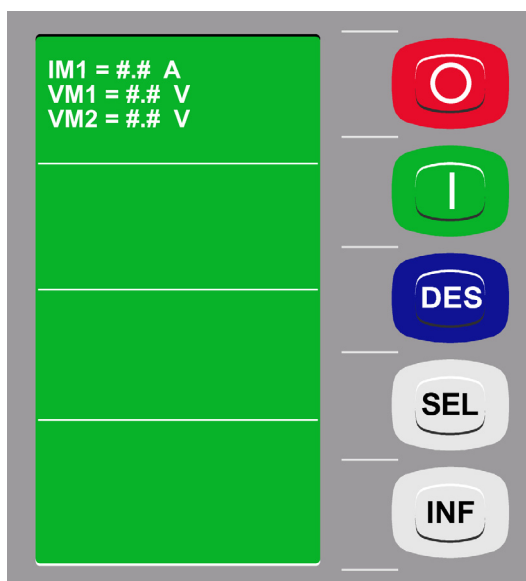 IM1 = #.# A
VM1 = #.# V
VM2 = #.# V
O
I
DES
SEL
INF